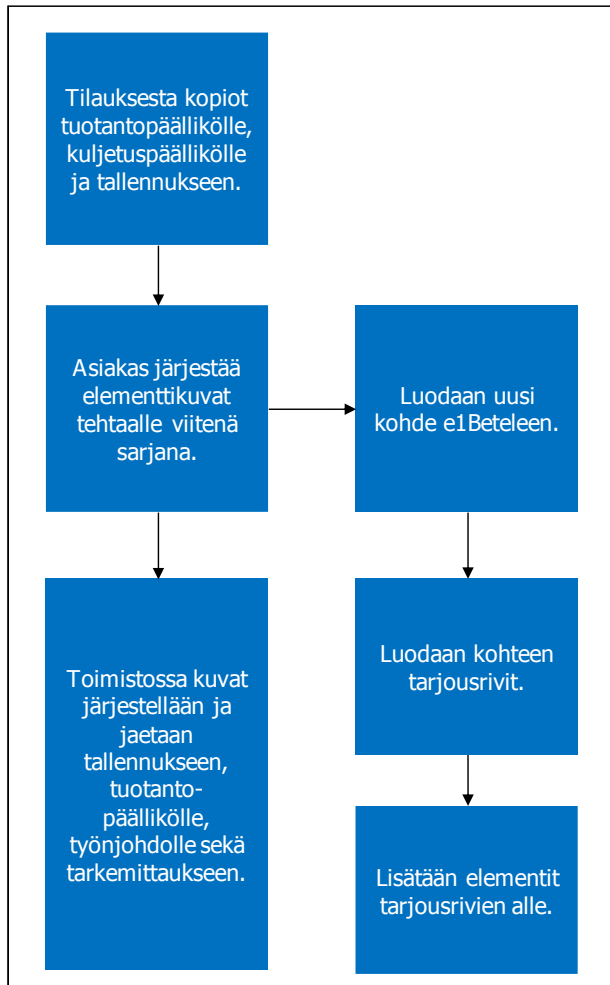 Tilauksesta kopiot
tuotantopäällikölle,
kuljetuspäällikölle
ja tallennukseen.
Asiakas järjestää
elementtikuvat
tehtaalle viitenä
sarjana.
Luodaan uusi
kohde e1Beteleen.
Toimistossa kuvat
järjestellään ja
jaetaan
tallennukseen,
tuotanto-
päällikölle,
työnjohdolle sekä
tarkemittaukseen.
Luodaan kohteen
tarjousrivit.
Lisätään elementit
tarjousrivien alle.